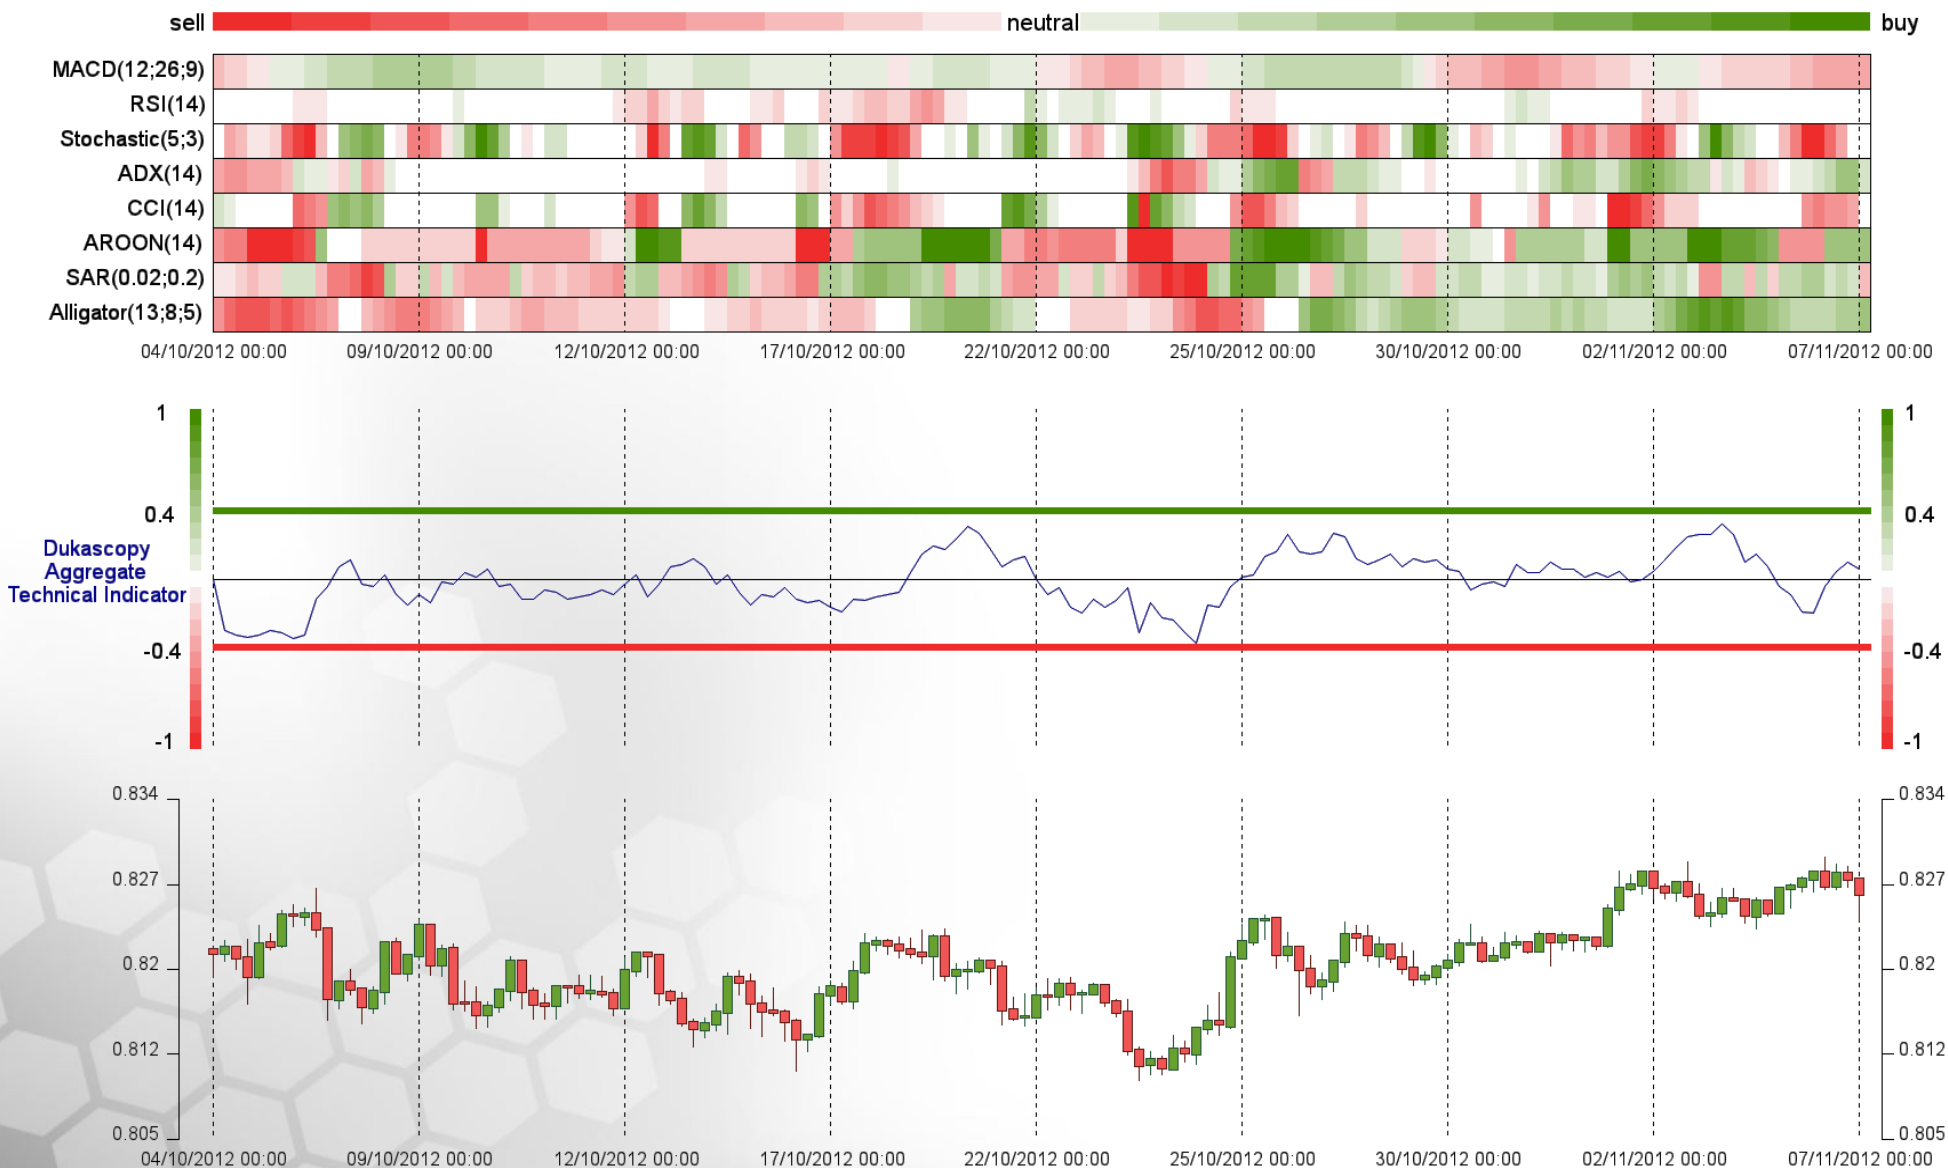 sell neutral buy
MACD(12;26;9)
RSI(14)
Stochastic(5;3)
ADX(14)
CCI(14)
AROON(14)
SAR(0.02;0.2)
Alligator(13;8;5)
04/10/2012 00:00 09/10/2012 00:00 12/10/2012 00:00 17/10/2012 00:00 22/10/2012 00:00 25/10/2012 00:00 30/10/2012 00:00 02/11/2012 00:00 07/11/2012 00:00
1 1
0.4 0.4
Dukascopy
Aggregate
Technical Indicator
-0.4 -0.4
-1 -1
0.834 0.834
0.827 0.827
0.82 0.82
0.812 0.812
0.805 0.805
04/10/2012 00:00 09/10/2012 00:00 12/10/2012 00:00 17/10/2012 00:00 22/10/2012 00:00 25/10/2012 00:00 30/10/2012 00:00 02/11/2012 00:00 07/11/2012 00:00